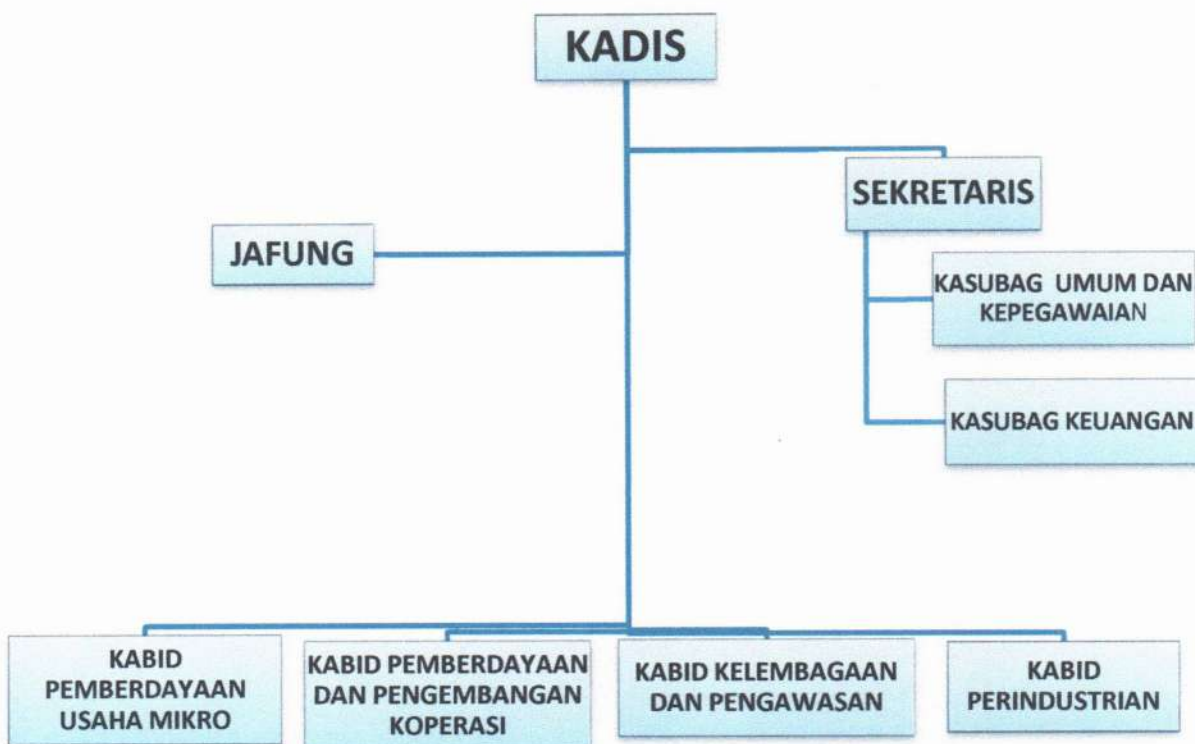 KADIS
SEKRETARIS
JAFUNG
KASUBAG UMUM DAN
KEPEGAWAIAN
KASUBAG KEUANGAN
KABID
PEMBERDAYAAN
USAHA MIKRO
KABID PEMBERDAYAAN
DAN PENGEMBANGAN
KOPERASI
KABID KELEMBAGAAN
DAN PENGAWASAN
KABID
PERINDUSTRIAN